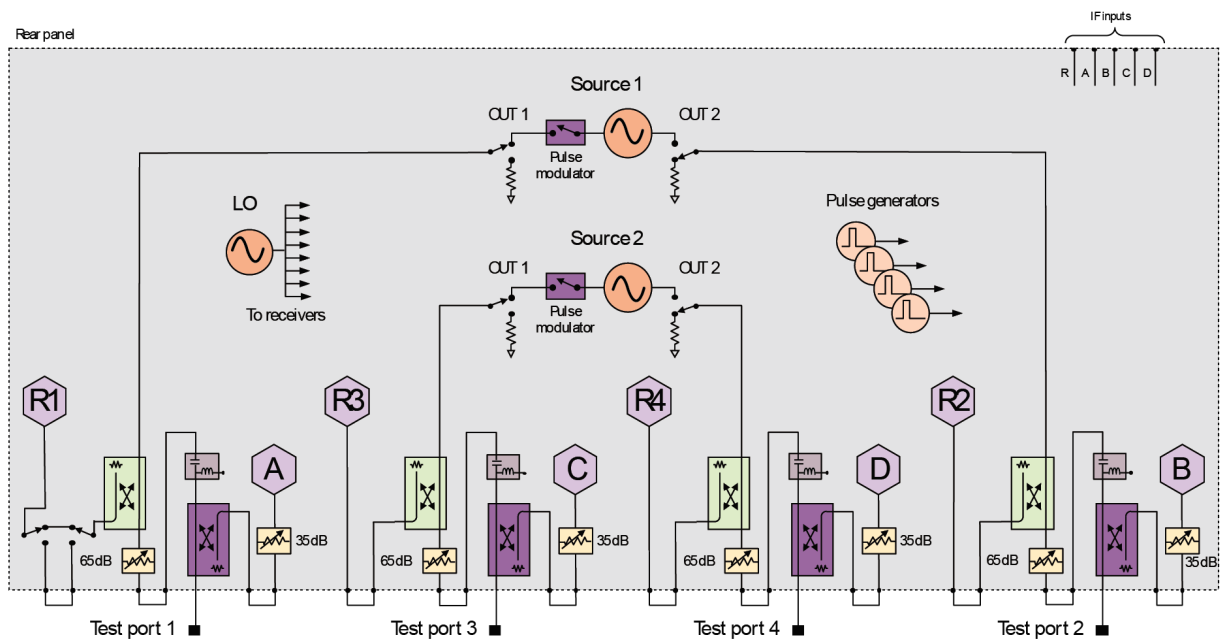 IF inputs
Rear panel
R A B C D
Source 1
OUT 1
OUT 2
Pulse
modulator
LO
To receivers
Pulse generators
Source 2
OUT 1
OUT 2
Pulse
modulator
R1
R3
R4
R2
A
C
D
B
65dB
35dB
65dB
35dB
65dB
35dB
65dB
35dB
Test port 1
Test port 3
Test port 4
Test port 2